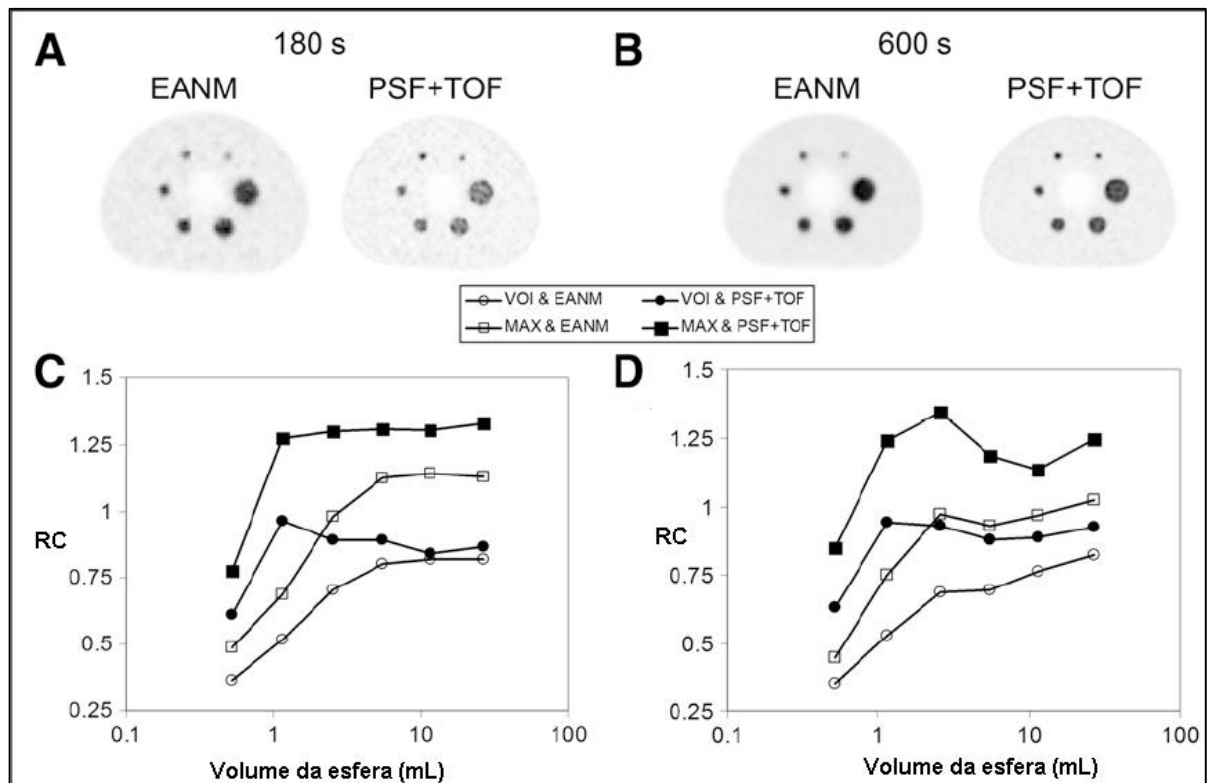 A
180 s
EANM PSF+TOF
B
600 s
EANM PSF+TOF
VOI & EANM VOI & PSF+TOF
MAX & EANM MAX & PSF+TOF
C
1.5
1.25
1
RC
0.75
0.5
0.25
0.1 1 10 100
Volume da esfera (mL)
D
1.5
1.25
1
RC
0.75
0.5
0.25
0.1 1 10 100
Volume da esfera (mL)